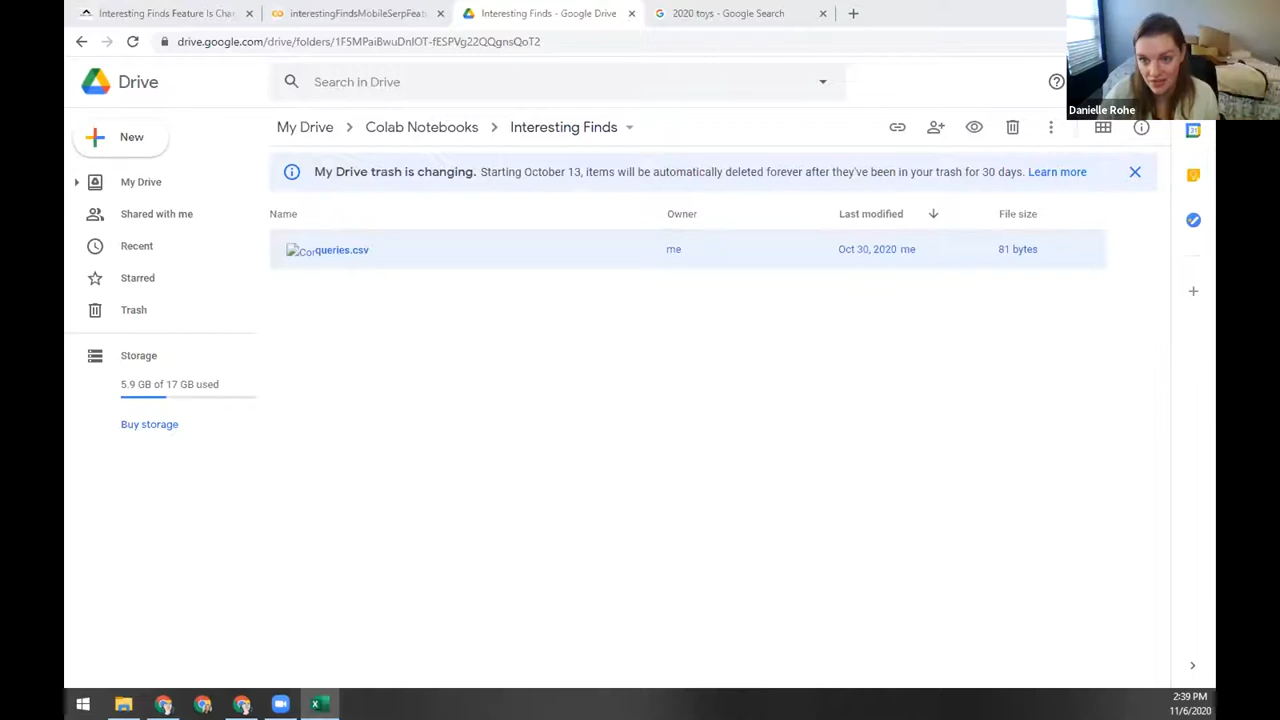 Interesting Finds Feature Is Char
interestingFindsMobileSerpFeat
Interesting Finds - Google Drive
2020 toys - Google Search
drive.google.com/drive/folders/1F5MPai8wuDnIOT-fESPVg22QQgnsQoT2
Drive
Search in Drive
Danielle Rohe
New
My Drive
Colab Notebooks
Interesting Finds
31
My Drive trash is changing. Starting October 13, items will be automatically deleted forever after they've been in your trash for 30 days. Learn more
My Drive
Shared with me
Recent
Starred
Trash
Storage
5.9 GB of 17 GB used
Buy storage
Name
Owner
Last modified
File size
Cor queries.csv
me
Oct 30, 2020 me
81 bytes
2:39 PM
11/6/2020